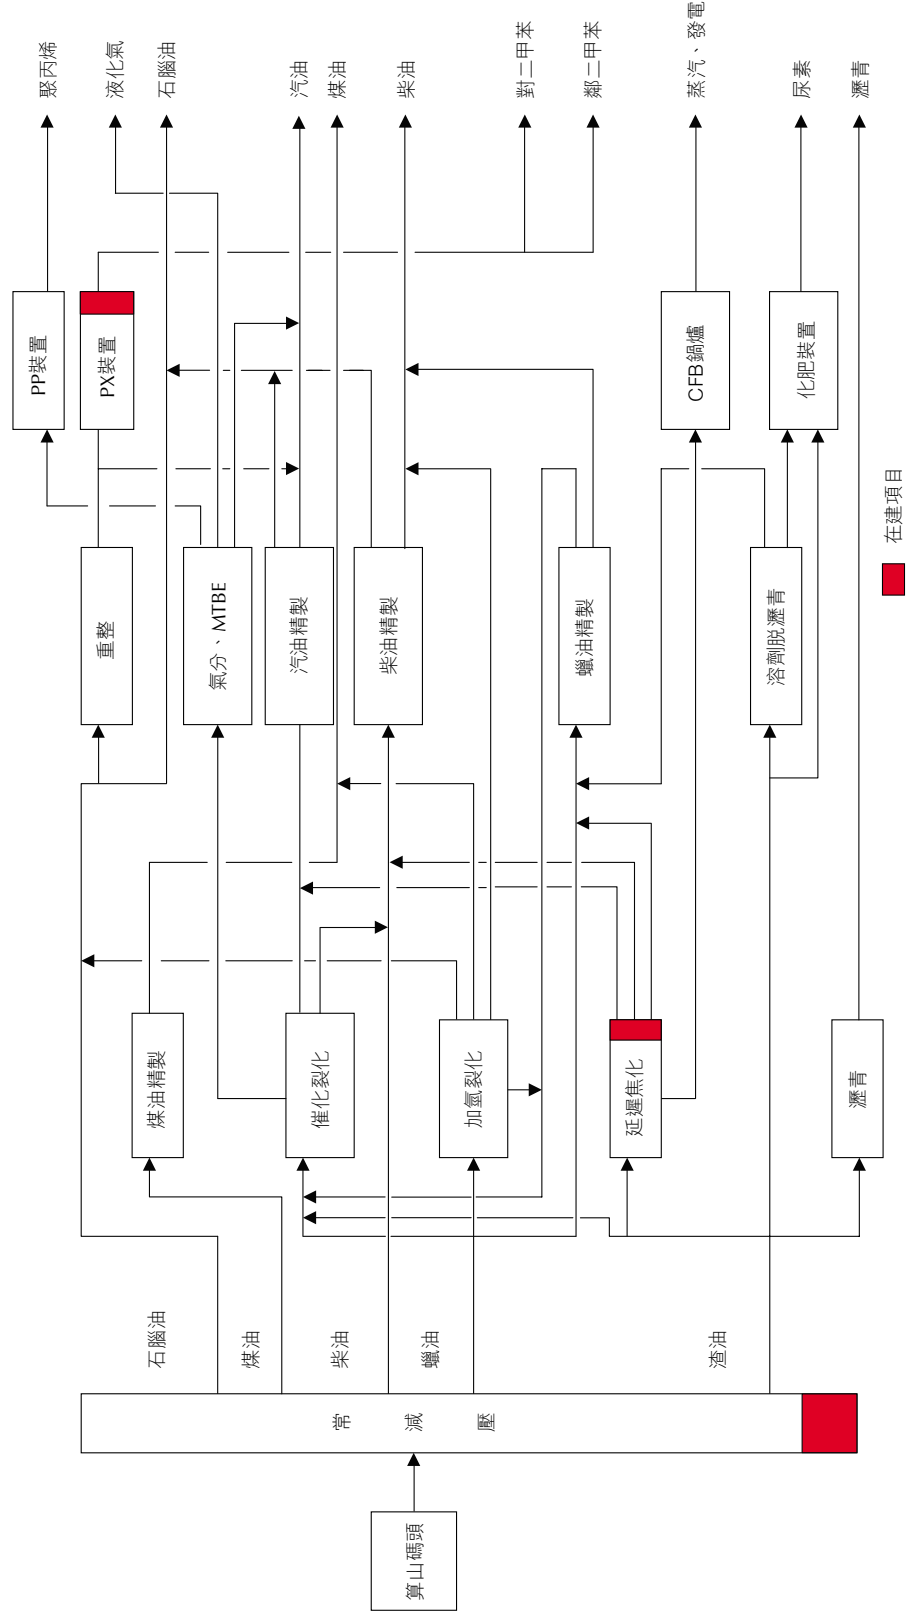 算山碼頭
常減壓
石腦油
煤油
柴油
蠟油
渣油
煤油精製
催化裂化
加氫裂化
延遲焦化
瀝青
重整
氣分、MTBE
汽油精製
柴油精製
蠟油精製
溶劑脱瀝青
PP裝置
PX裝置
CFB鍋爐
化肥裝置
聚丙烯
液化氣
石腦油
汽油
煤油
柴油
對二甲苯
鄰二甲苯
蒸汽、發電
尿素
瀝青
在建項目